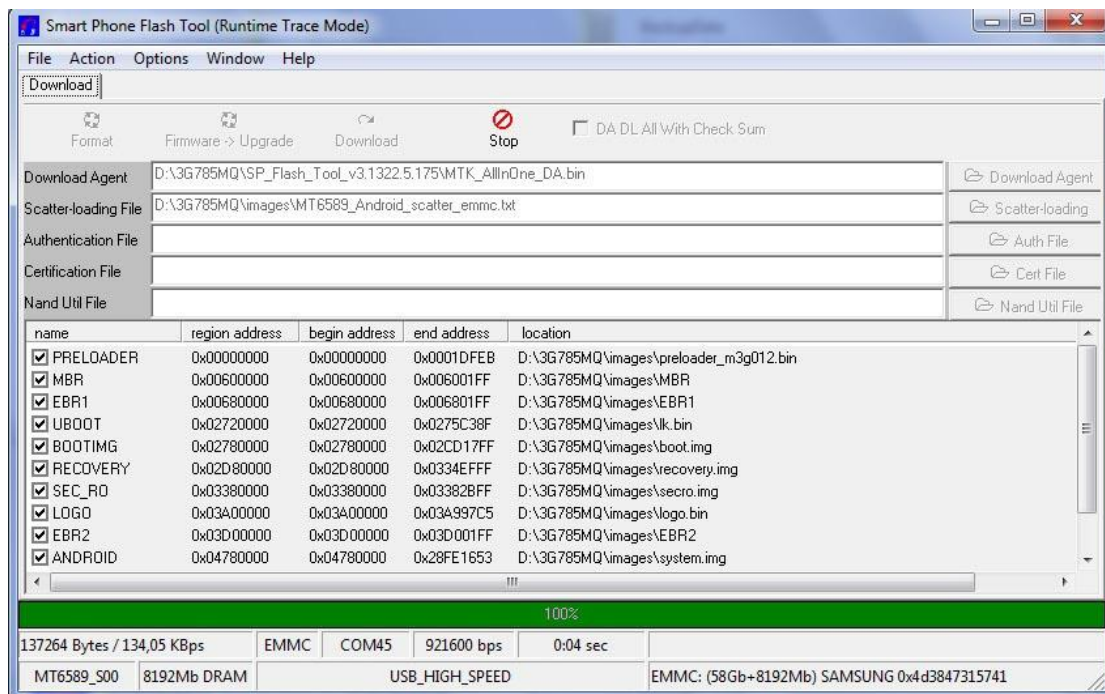 Smart Phone Flash Tool (Runtime Trace Mode)
File Action Options Window Help
Download
Format Firmware -> Upgrade Download Stop DA DL All With Check Sum
Download Agent D:\3G785MQ\SP_Flash_Tool_v3.1322.5.175\MTK_AllInOne_DA.bin Download Agent
Scatter-loading File D:\3G785MQ\images\MT6589_Android_scatter_emmc.txt Scatter-loading
Authentication File Auth File
Certification File Cert File
Nand Util File Nand Util File
name region address begin address end address location
PRELOADER 0x00000000 0x00000000 0x0001DFEB D:\3G785MQ\images\preloader_m3g012.bin
MBR 0x00600000 0x00600000 0x006001FF D:\3G785MQ\images\MBR
EBR1 0x00680000 0x00680000 0x006801FF D:\3G785MQ\images\EBR1
UBOOT 0x02720000 0x02720000 0x0275C38F D:\3G785MQ\images\lk.bin
BOOTIMG 0x02780000 0x02780000 0x02CD17FF D:\3G785MQ\images\boot.img
RECOVERY 0x02D80000 0x02D80000 0x0334EFFF D:\3G785MQ\images\recovery.img
SEC_RO 0x03380000 0x03380000 0x03382BFF D:\3G785MQ\images\secro.img
LOGO 0x03A00000 0x03A00000 0x03A997C5 D:\3G785MQ\images\logo.bin
EBR2 0x03D00000 0x03D00000 0x03D001FF D:\3G785MQ\images\EBR2
ANDROID 0x04780000 0x04780000 0x28FE1653 D:\3G785MQ\images\system.img
100%
137264 Bytes / 134,05 KBps EMMC COM45 921600 bps 0:04 sec
MT6589_S00 8192Mb DRAM USB_HIGH_SPEED EMMC: (58Gb+8192Mb) SAMSUNG 0x4d3847315741